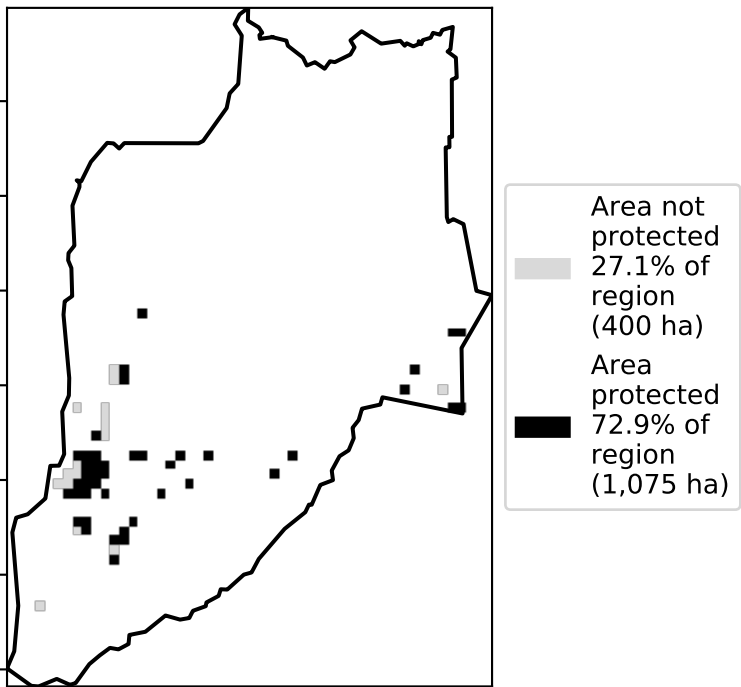 Area not
protected
27.1% of
region
(400 ha)
Area
protected
72.9% of
region
(1,075 ha)